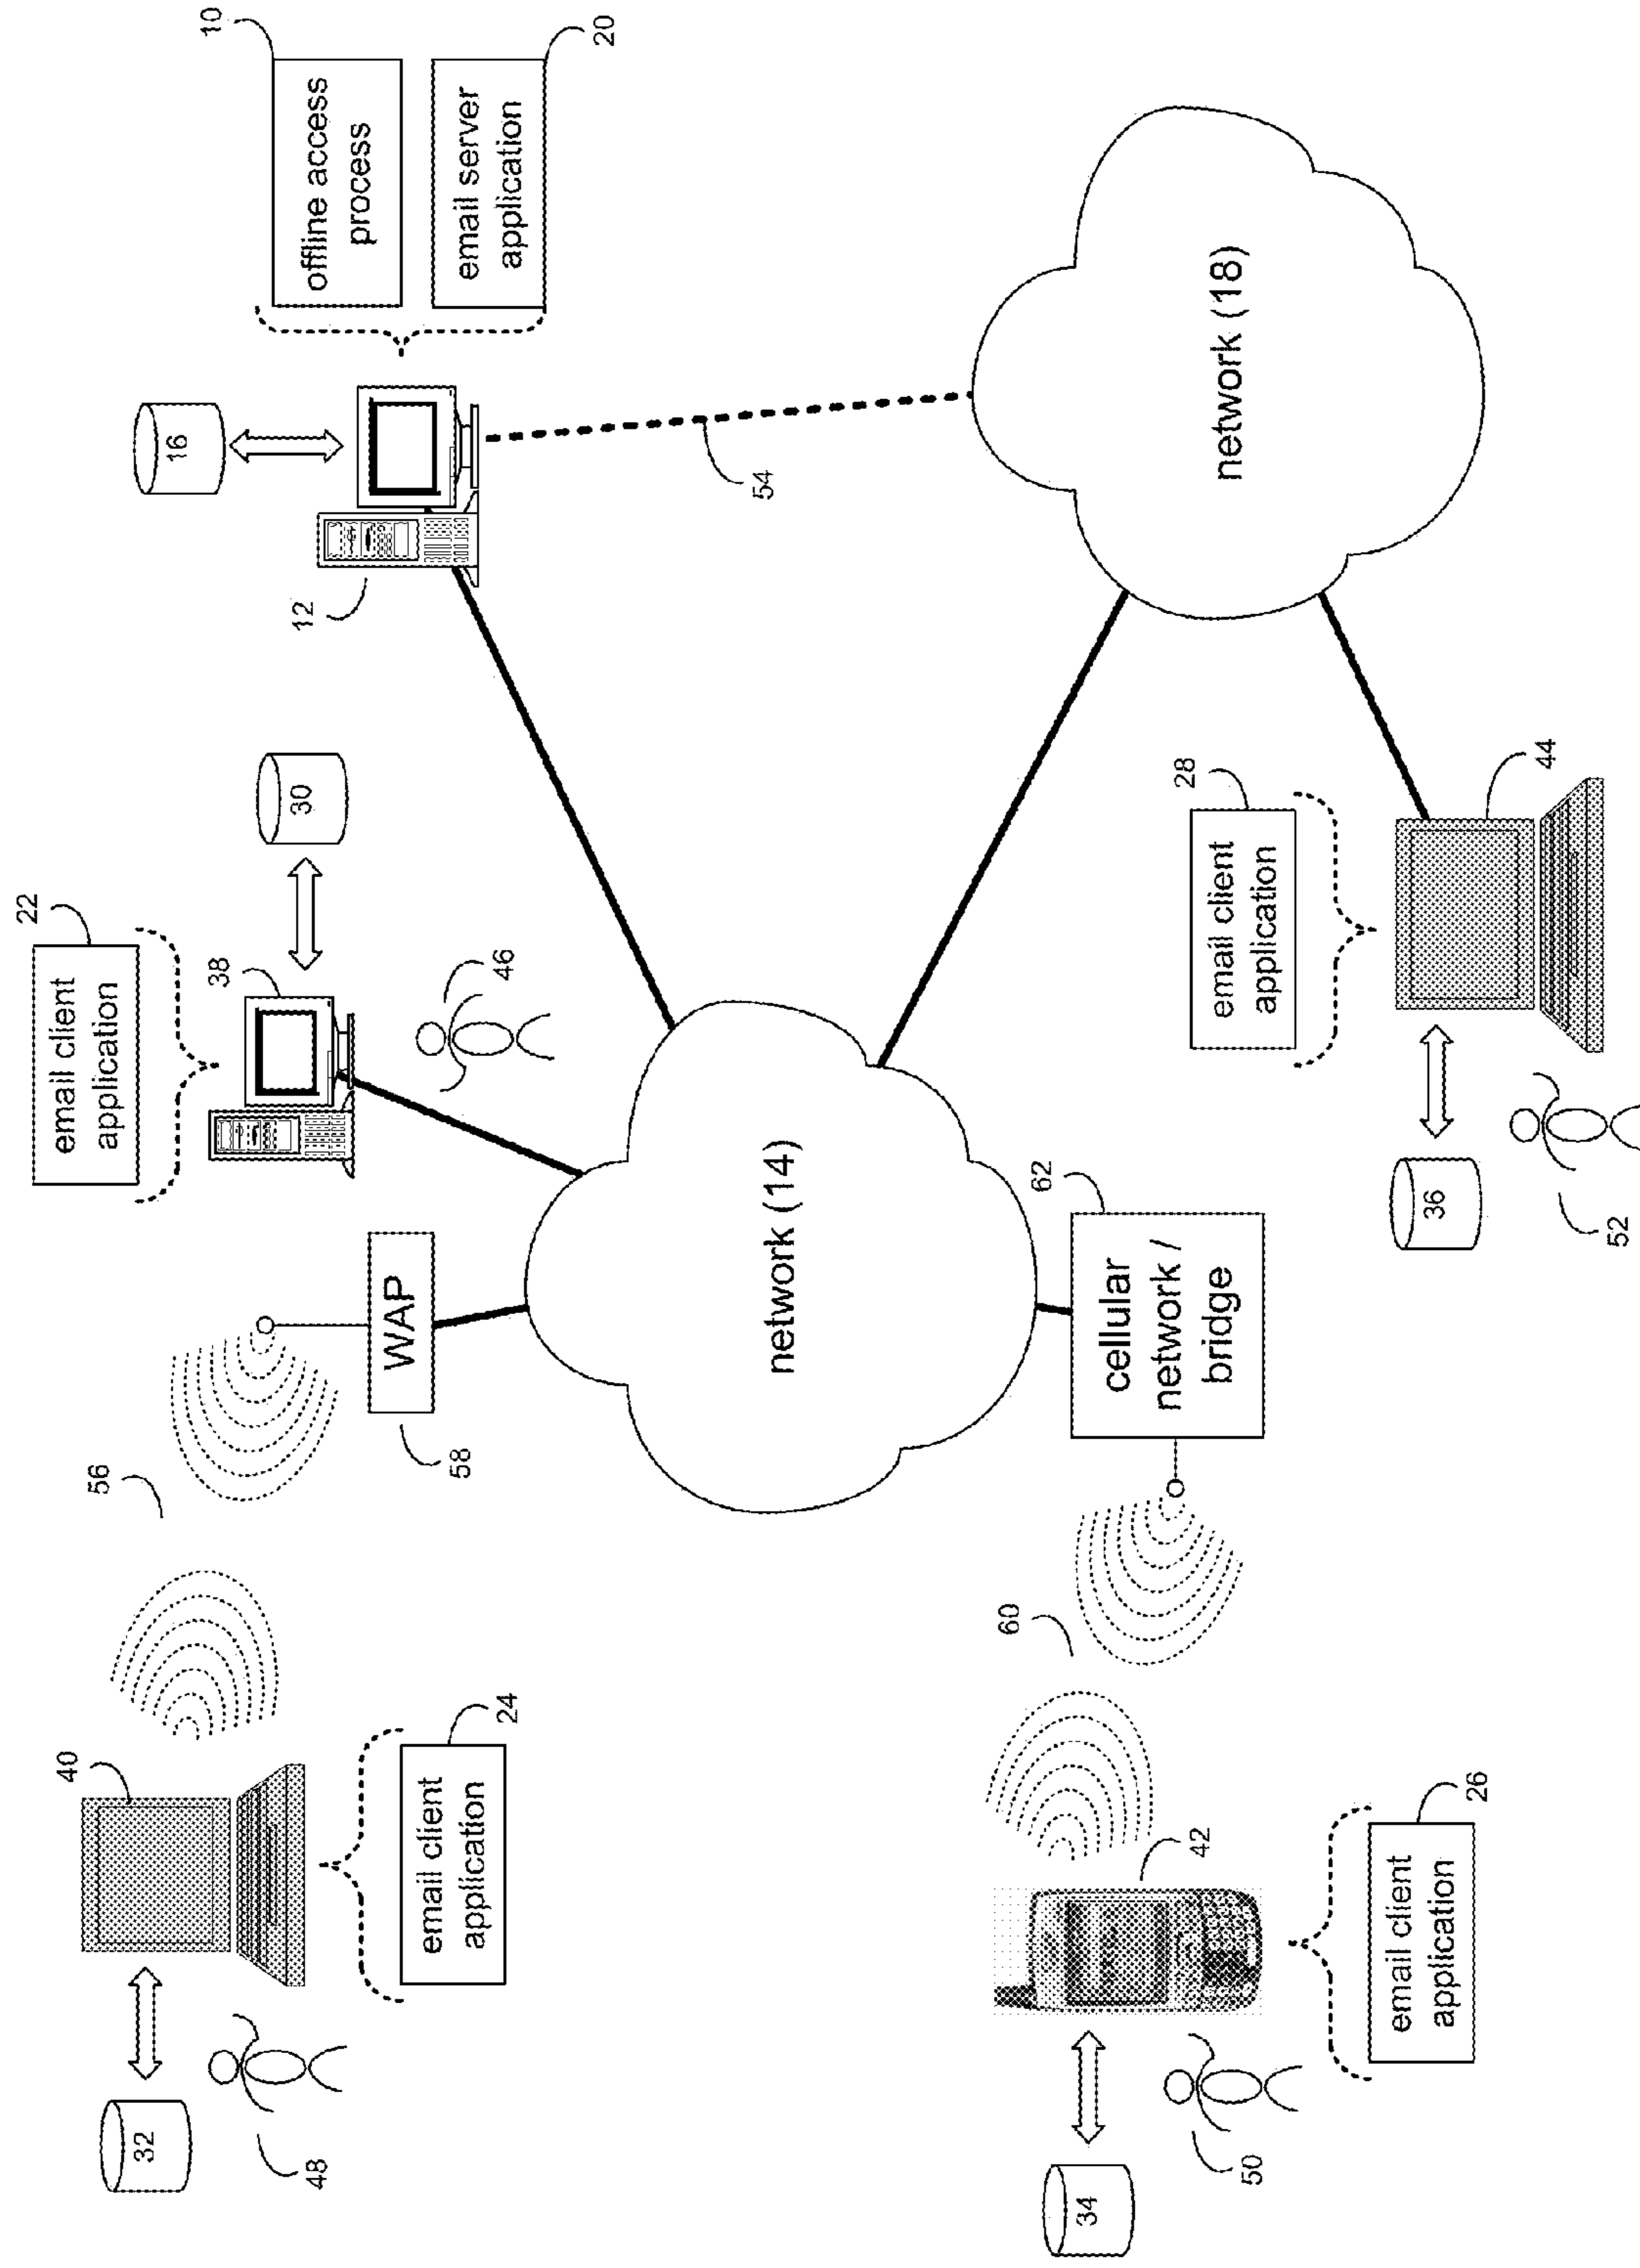 32
48
40
email client
application
24
56
WAP
58
email client
application
22
38
30
46
16
12
offline access
process
10
email server
application
20
54
network (14)
network (18)
34
50
42
email client
application
26
60
cellular
network /
bridge
62
email client
application
28
36
52
44